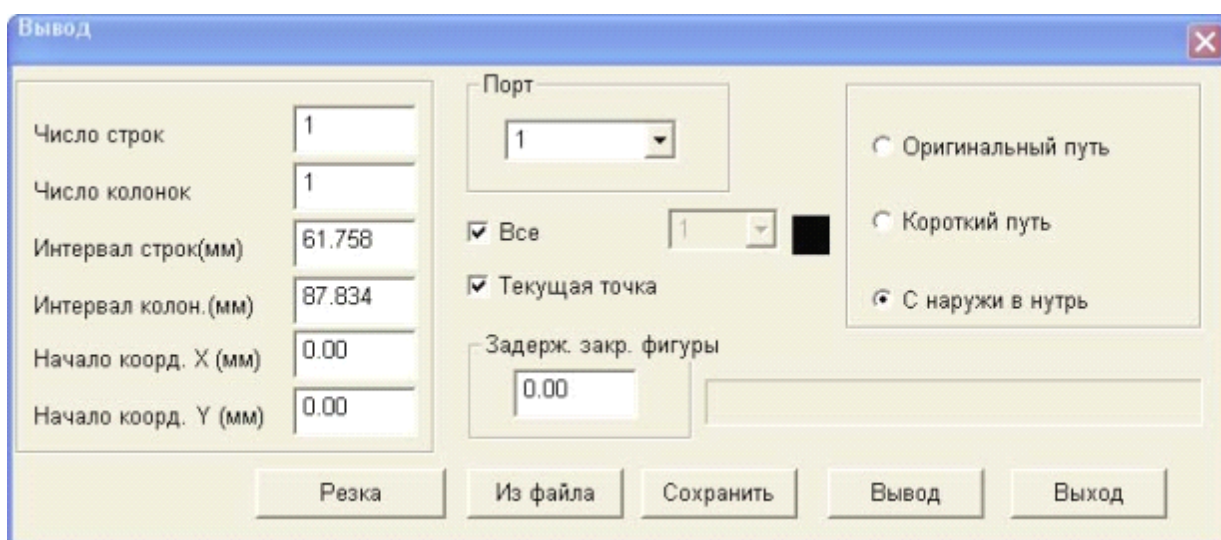 Вывод
Число строк 1
Число колонок 1
Интервал строк(мм) 61.758
Интервал колон.(мм) 87.834
Начало коорд. X (мм) 0.00
Начало коорд. Y (мм) 0.00
Порт
1
Все 1
Текущая точка
Задерж. закр. фигуры
0.00
Оригинальный путь
Короткий путь
С наружи в нутрь
Резка Из файла Сохранить Вывод Выход